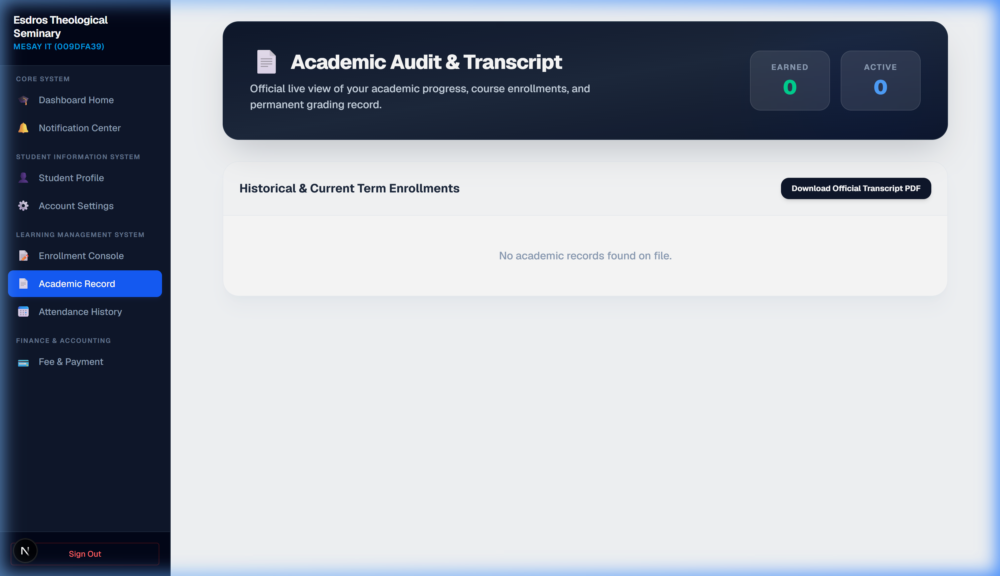 Esdros Theological
Seminary
MESAY IT (009DFA39)
CORE SYSTEM
Dashboard Home
Notification Center
STUDENT INFORMATION SYSTEM
Student Profile
Account Settings
LEARNING MANAGEMENT SYSTEM
Enrollment Console
Academic Record
Attendance History
FINANCE & ACCOUNTING
Fee & Payment
N
Sign Out
Academic Audit & Transcript
Official live view of your academic progress, course enrollments, and
permanent grading record.
EARNED
0
ACTIVE
0
Historical & Current Term Enrollments
Download Official Transcript PDF
No academic records found on file.